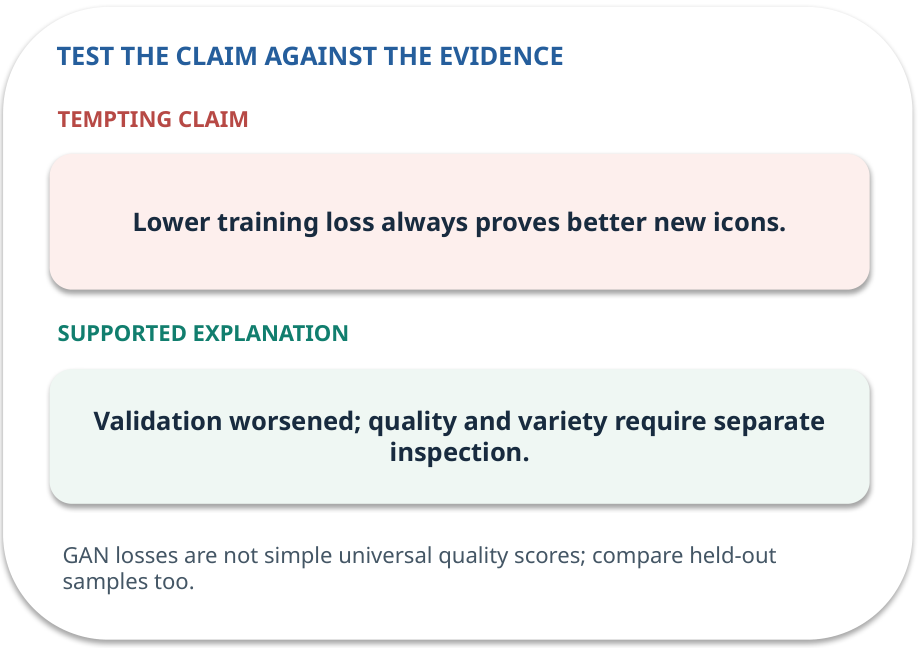 TEST THE CLAIM AGAINST THE EVIDENCE
TEMPTING CLAIM
Lower training loss always proves better new icons.
SUPPORTED EXPLANATION
Validation worsened; quality and variety require separate
inspection.
GAN losses are not simple universal quality scores; compare held-out
samples too.